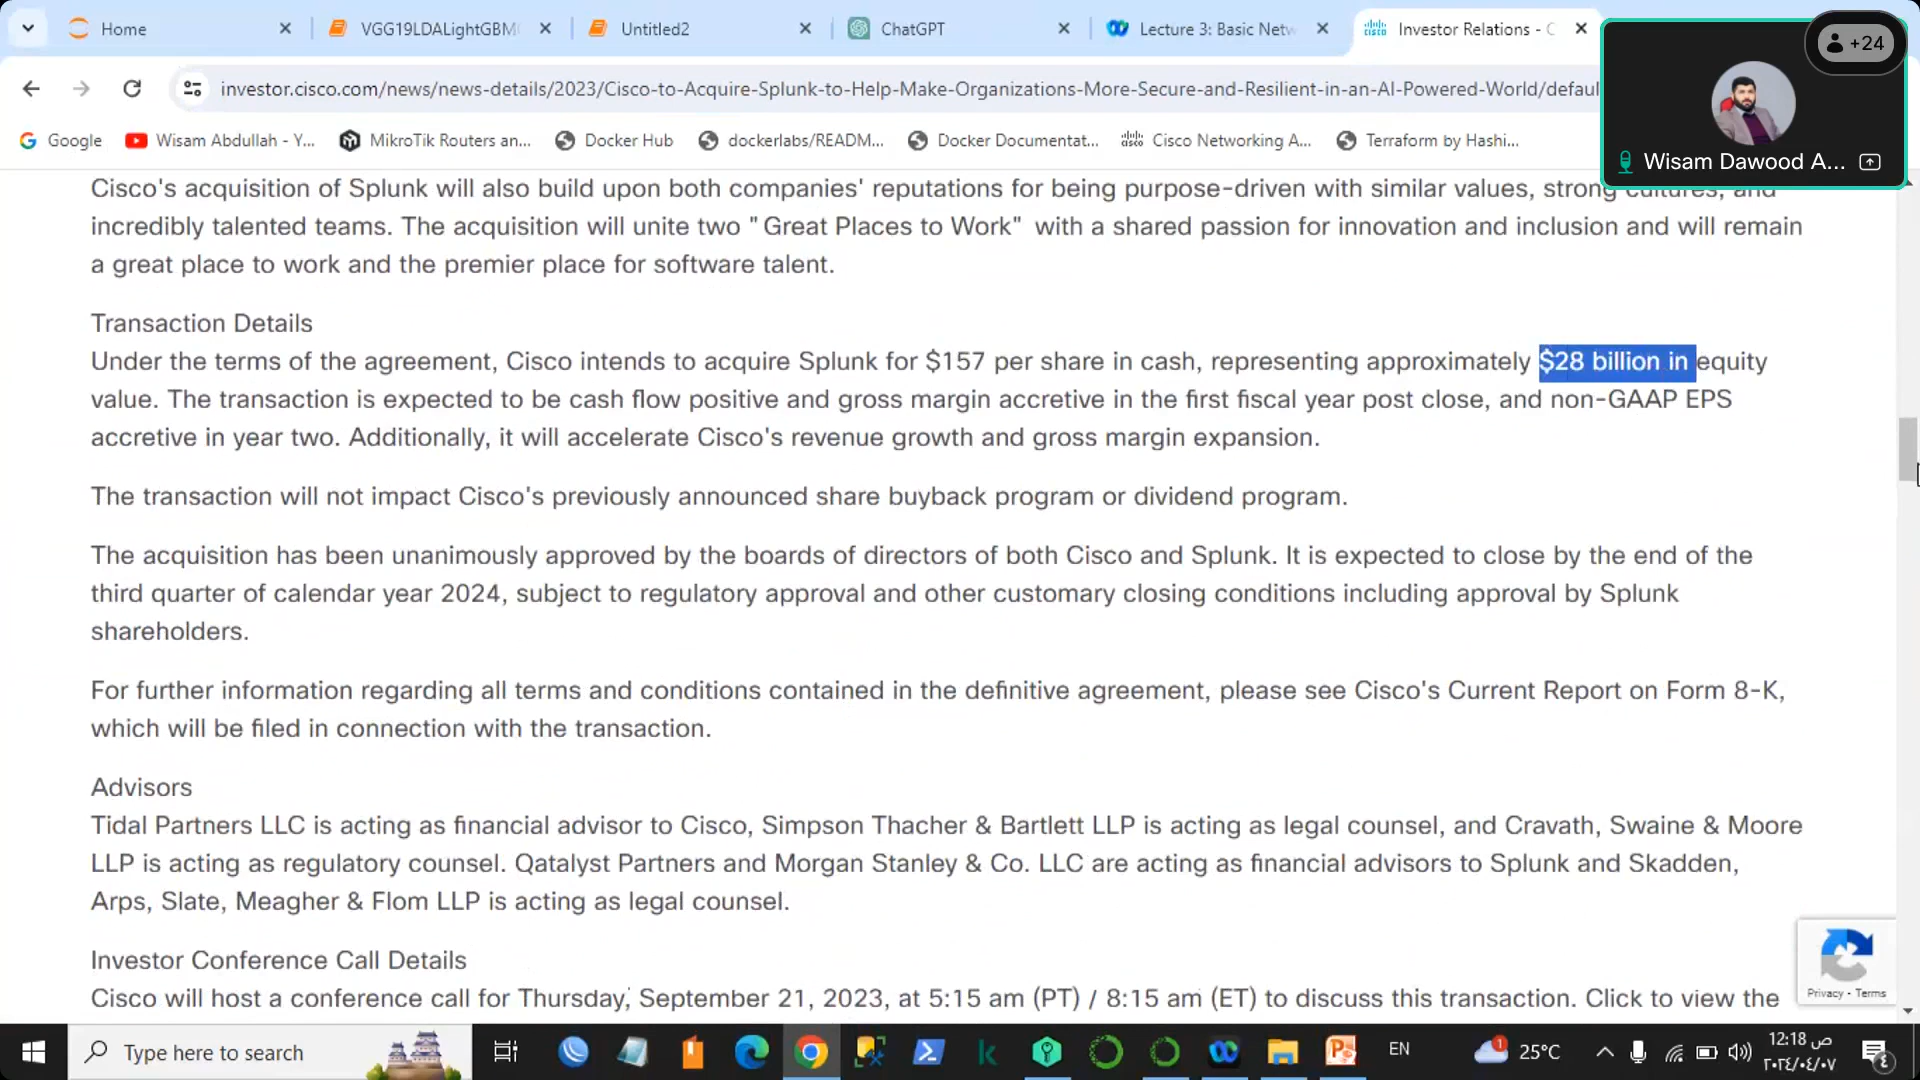 Home
VGG19LDALightGBM
Untitled2
ChatGPT
Lecture 3: Basic Netw
Investor Relations - C
+24
investor.cisco.com/news/news-details/2023/Cisco-to-Acquire-Splunk-to-Help-Make-Organizations-More-Secure-and-Resilient-in-an-AI-Powered-World/defaul
Google
Wisam Abdullah - Y...
MikroTik Routers an...
Docker Hub
dockerlabs/READM...
Docker Documentat...
Cisco Networking A...
Terraform by Hashi...
Wisam Dawood A...
Cisco's acquisition of Splunk will also build upon both companies' reputations for being purpose-driven with similar values, strong cultures, and
incredibly talented teams. The acquisition will unite two "Great Places to Work" with a shared passion for innovation and inclusion and will remain
a great place to work and the premier place for software talent.
Transaction Details
Under the terms of the agreement, Cisco intends to acquire Splunk for $157 per share in cash, representing approximately $28 billion in equity
value. The transaction is expected to be cash flow positive and gross margin accretive in the first fiscal year post close, and non-GAAP EPS
accretive in year two. Additionally, it will accelerate Cisco's revenue growth and gross margin expansion.
The transaction will not impact Cisco's previously announced share buyback program or dividend program.
The acquisition has been unanimously approved by the boards of directors of both Cisco and Splunk. It is expected to close by the end of the
third quarter of calendar year 2024, subject to regulatory approval and other customary closing conditions including approval by Splunk
shareholders.
For further information regarding all terms and conditions contained in the definitive agreement, please see Cisco's Current Report on Form 8-K,
which will be filed in connection with the transaction.
Advisors
Tidal Partners LLC is acting as financial advisor to Cisco, Simpson Thacher & Bartlett LLP is acting as legal counsel, and Cravath, Swaine & Moore
LLP is acting as regulatory counsel. Qatalyst Partners and Morgan Stanley & Co. LLC are acting as financial advisors to Splunk and Skadden,
Arps, Slate, Meagher & Flom LLP is acting as legal counsel.
Investor Conference Call Details
Cisco will host a conference call for Thursday, September 21, 2023, at 5:15 am (PT) / 8:15 am (ET) to discuss this transaction. Click to view the
Privacy - Terms
Type here to search
EN
1
25°C
12:18 ص
٢٠٢٤/٠٤/٠٧
٤